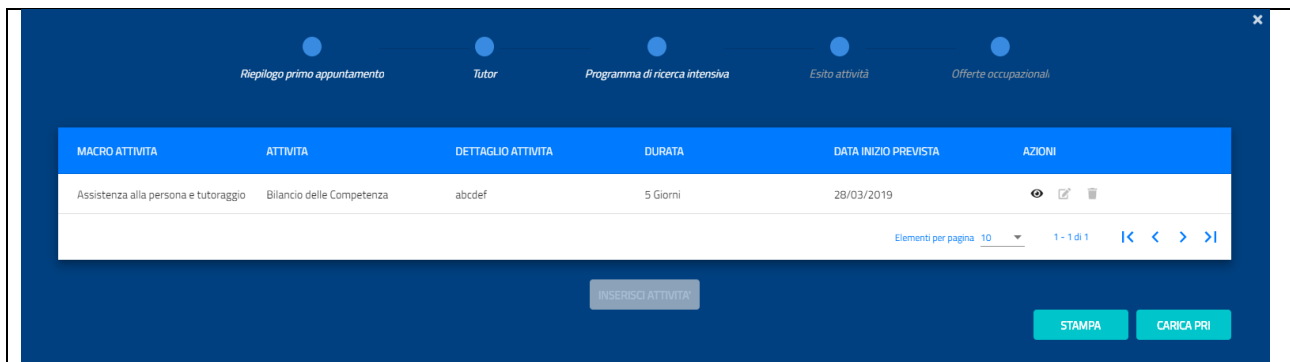 ×
Riepilogo primo appuntamento Tutor Programma di ricerca intensiva Esito attività Offerte occupazionali
MACRO ATTIVITA ATTIVITA DETTAGLIO ATTIVITA DURATA DATA INIZIO PREVISTA AZIONI
Assistenza alla persona e tutoraggio Bilancio delle Competenza abcdef 5 Giorni 28/03/2019
Elementi per pagina 10 1 - 1 di 1
INSERISCI ATTIVITA'
STAMPA CARICA PRI